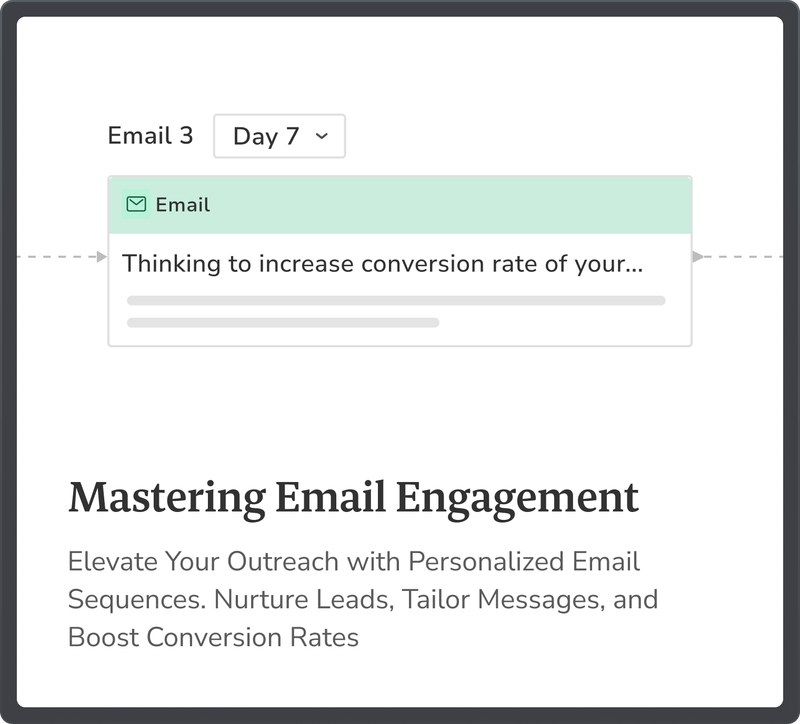 Email 3 Day 7
Email
Thinking to increase conversion rate of your...
Mastering Email Engagement
Elevate Your Outreach with Personalized Email
Sequences. Nurture Leads, Tailor Messages, and
Boost Conversion Rates